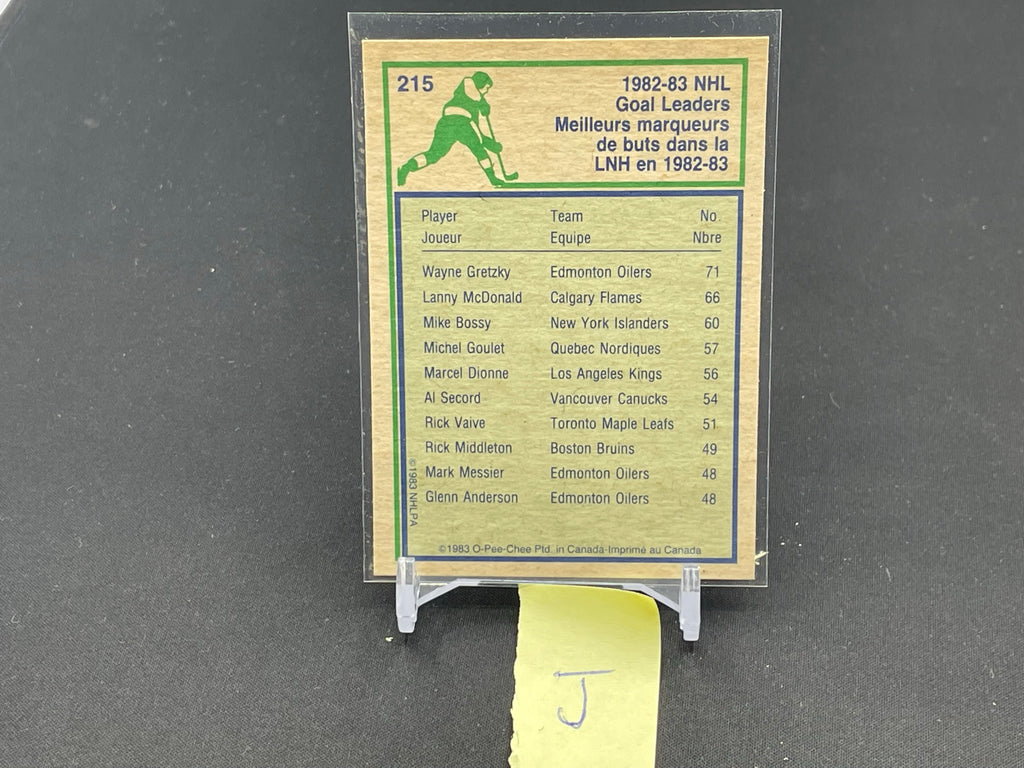 215
1982-83 NHL
Goal Leaders
Meilleurs marqueurs
de buts dans la
LNH en 1982-83
Player Team No.
Joueur Equipe Nbre
Wayne Gretzky Edmonton Oilers 71
Lanny McDonald Calgary Flames 66
Mike Bossy New York Islanders 60
Michel Goulet Quebec Nordiques 57
Marcel Dionne Los Angeles Kings 56
Al Secord Vancouver Canucks 54
Rick Vaive Toronto Maple Leafs 51
Rick Middleton Boston Bruins 49
Mark Messier Edmonton Oilers 48
Glenn Anderson Edmonton Oilers 48
©1983 NHLPA
©1983 O-Pee-Chee Ptd. in Canada-Imprimé au Canada
CJ